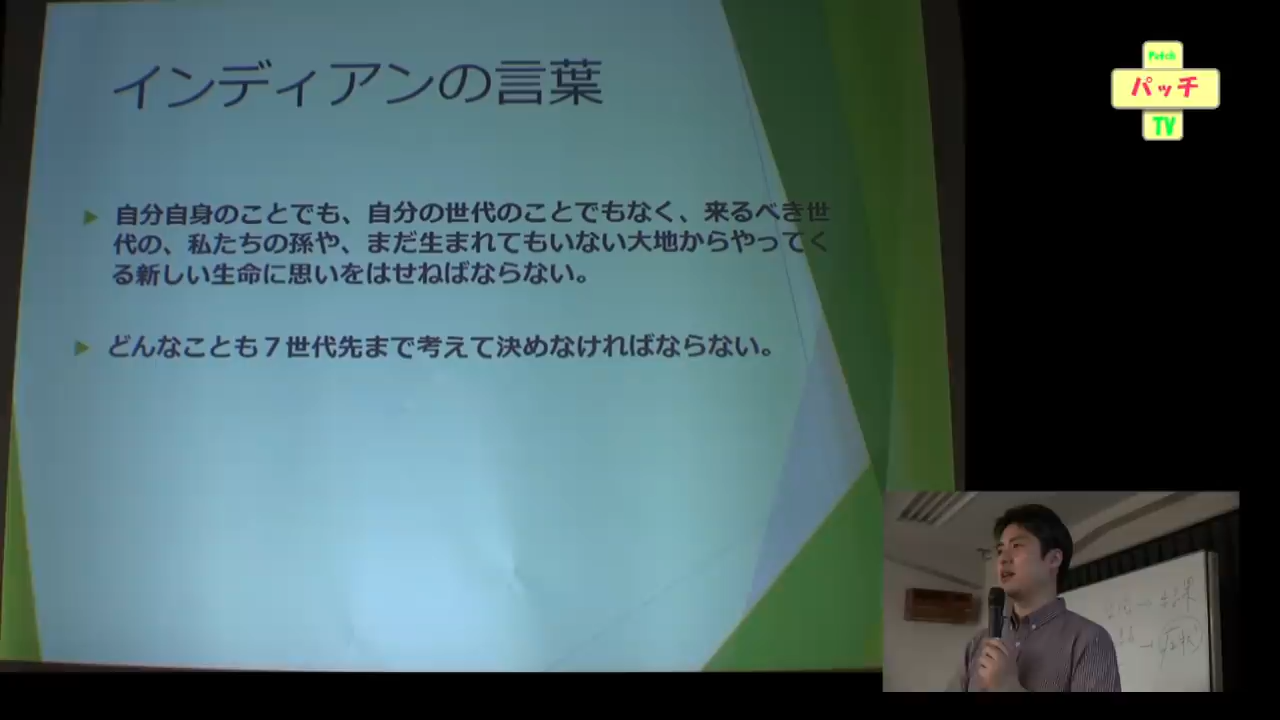 インディアンの言葉
自分自身のことでも、自分の世代のことでもなく、来るべき世
代の、私たちの孫や、まだ生まれてもいない大地からやってく
る新しい生命に思いをはせねばならない。
どんなことも７世代先まで考えて決めなければならない。
Patch
パッチ
TV